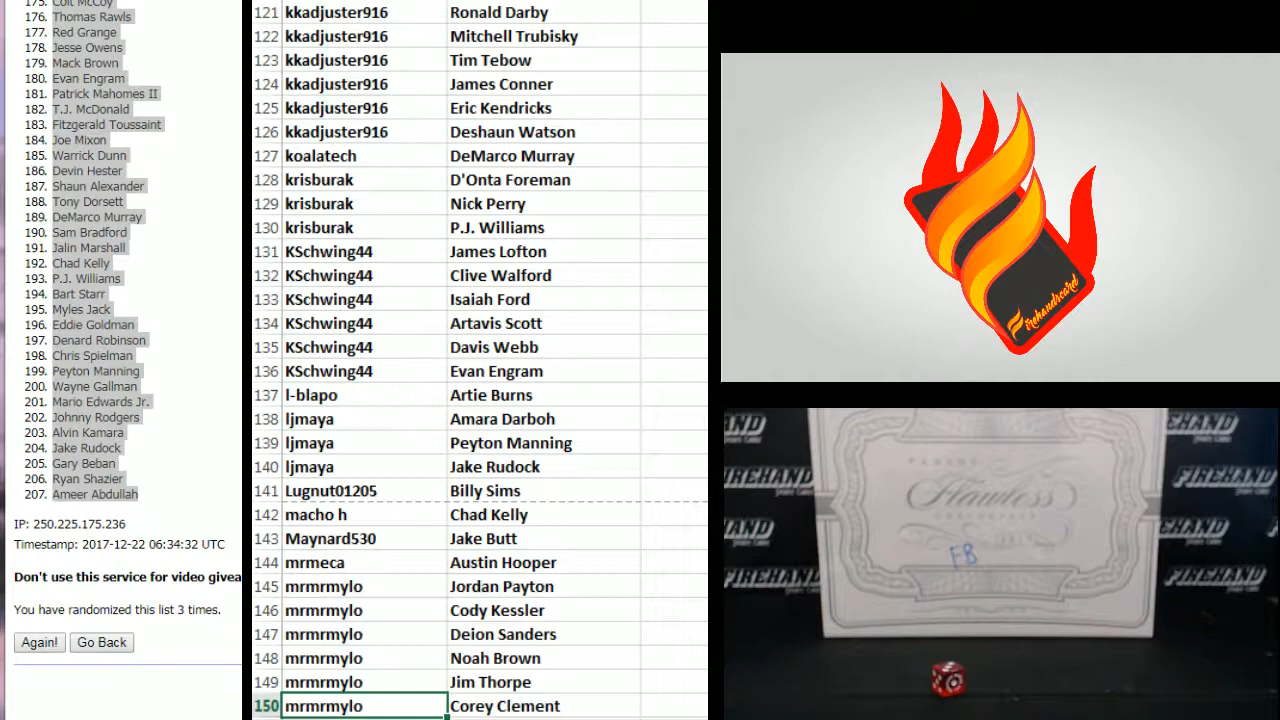 175. Colt McCoy
176. Thomas Rawls
177. Red Grange
178. Jesse Owens
179. Mack Brown
180. Evan Engram
181. Patrick Mahomes II
182. T.J. McDonald
183. Fitzgerald Toussaint
184. Joe Mixon
185. Warrick Dunn
186. Devin Hester
187. Shaun Alexander
188. Tony Dorsett
189. DeMarco Murray
190. Sam Bradford
191. Jalin Marshall
192. Chad Kelly
193. P.J. Williams
194. Bart Starr
195. Myles Jack
196. Eddie Goldman
197. Denard Robinson
198. Chris Spielman
199. Peyton Manning
200. Wayne Gallman
201. Mario Edwards Jr.
202. Johnny Rodgers
203. Alvin Kamara
204. Jake Rudock
205. Gary Beban
206. Ryan Shazier
207. Ameer Abdullah
IP: 250.225.175.236
Timestamp: 2017-12-22 06:34:32 UTC
Don't use this service for video givea
You have randomized this list 3 times.
Again! Go Back
121 kkadjuster916 Ronald Darby
122 kkadjuster916 Mitchell Trubisky
123 kkadjuster916 Tim Tebow
124 kkadjuster916 James Conner
125 kkadjuster916 Eric Kendricks
126 kkadjuster916 Deshaun Watson
127 koalatech DeMarco Murray
128 krisburak D'Onta Foreman
129 krisburak Nick Perry
130 krisburak P.J. Williams
131 KSchwing44 James Lofton
132 KSchwing44 Clive Walford
133 KSchwing44 Isaiah Ford
134 KSchwing44 Artavis Scott
135 KSchwing44 Davis Webb
136 KSchwing44 Evan Engram
137 l-blapo Artie Burns
138 ljmaya Amara Darboh
139 ljmaya Peyton Manning
140 ljmaya Jake Rudock
141 Lugnut01205 Billy Sims
142 macho h Chad Kelly
143 Maynard530 Jake Butt
144 mrmeca Austin Hooper
145 mrmrmylo Jordan Payton
146 mrmrmylo Cody Kessler
147 mrmrmylo Deion Sanders
148 mrmrmylo Noah Brown
149 mrmrmylo Jim Thorpe
150 mrmrmylo Corey Clement
Firehandscard
PANINI
Flawless
FB
FIREHAND
FIREHAND
FIREHAND